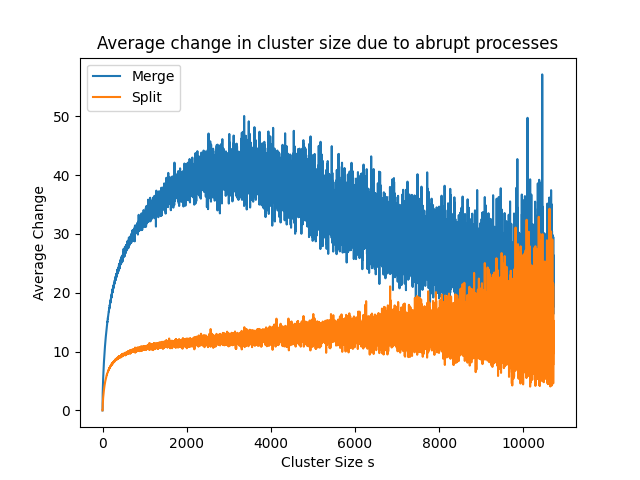 Average change in cluster size due to abrupt processes
Merge
Split
50
40
30
20
10
0
Average Change
0 2000 4000 6000 8000 10000
Cluster Size s